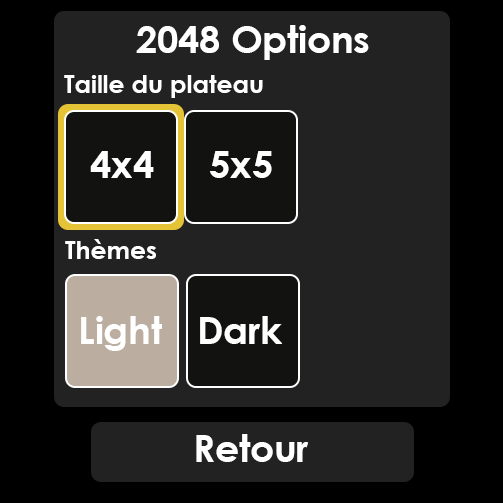 2048 Options
Taille du plateau
4x4 5x5
Thèmes
Light Dark
Retour